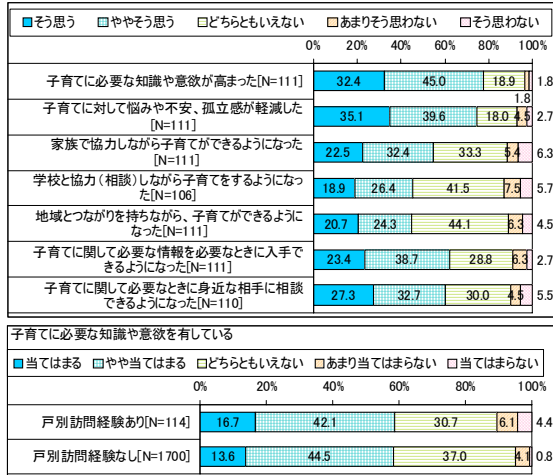 ■そう思う ■ややそう思う □どちらともいえない □あまりそう思わない □そう思わない
0% 20% 40% 60% 80% 100%
子育てに必要な知識や意欲が高まった[N=111] 32.4 45.0 18.9 1.8 1.8
子育てに対して悩みや不安、孤立感が軽減した
[N=111] 35.1 39.6 18.0 4.5 2.7
家族で協力しながら子育てができるようになった
[N=111] 22.5 32.4 33.3 5.4 6.3
学校と協力(相談)しながら子育てをするようになっ
た[N=106] 18.9 26.4 41.5 7.5 5.7
地域とつながりを持ちながら、子育てができるように
なった[N=111] 20.7 24.3 44.1 6.3 4.5
子育てに関して必要な情報を必要なときに入手で
きるようになった[N=111] 23.4 38.7 28.8 6.3 2.7
子育てに関して必要なときに身近な相手に相談
できるようになった[N=110] 27.3 32.7 30.0 4.5 5.5
子育てに必要な知識や意欲を有している
■当てはまる ■やや当てはまる □どちらともいえない □あまり当てはまらない □当てはまらない
0% 20% 40% 60% 80% 100%
戸別訪問経験あり[N=114] 16.7 42.1 30.7 6.1 4.4
戸別訪問経験なし[N=1700] 13.6 44.5 37.0 4.1 0.8